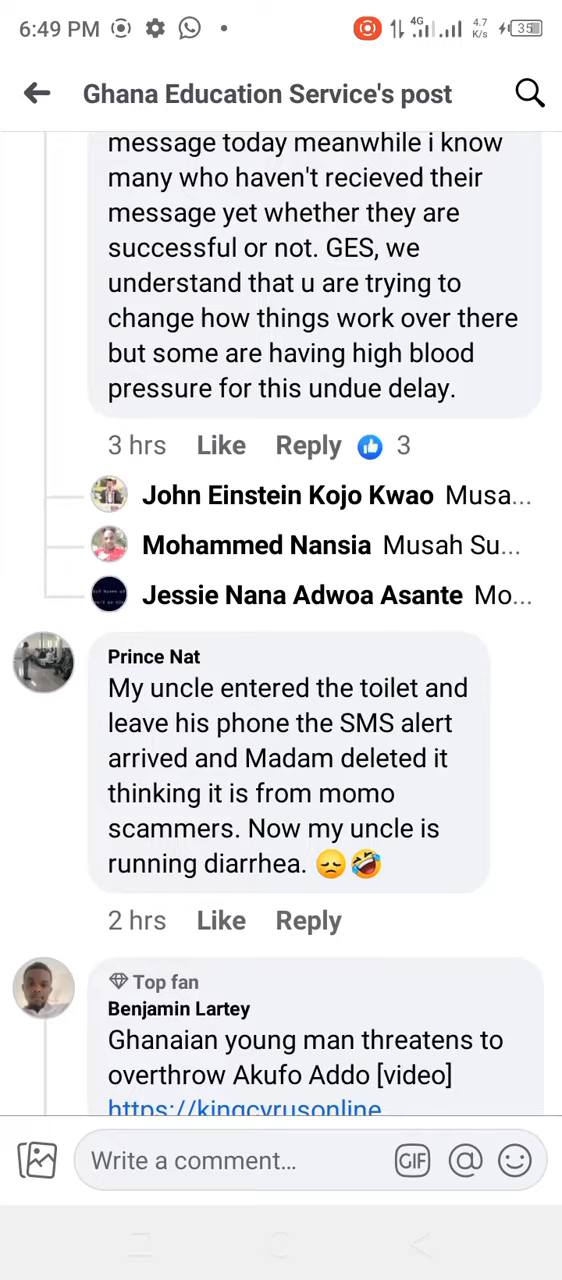 6:49 PM
4G
4.7
K/s
35
Ghana Education Service's post
message today meanwhile i know
many who haven't recieved their
message yet whether they are
successful or not. GES, we
understand that u are trying to
change how things work over there
but some are having high blood
pressure for this undue delay.
3 hrs Like Reply 3
John Einstein Kojo Kwao Musa...
Mohammed Nansia Musah Su...
Jessie Nana Adwoa Asante Mo...
Prince Nat
My uncle entered the toilet and
leave his phone the SMS alert
arrived and Madam deleted it
thinking it is from momo
scammers. Now my uncle is
running diarrhea. 😞🤣
2 hrs Like Reply
Top fan
Benjamin Lartey
Ghanaian young man threatens to
overthrow Akufo Addo [video]
https://kingcyrusonline
Write a comment...
GIF